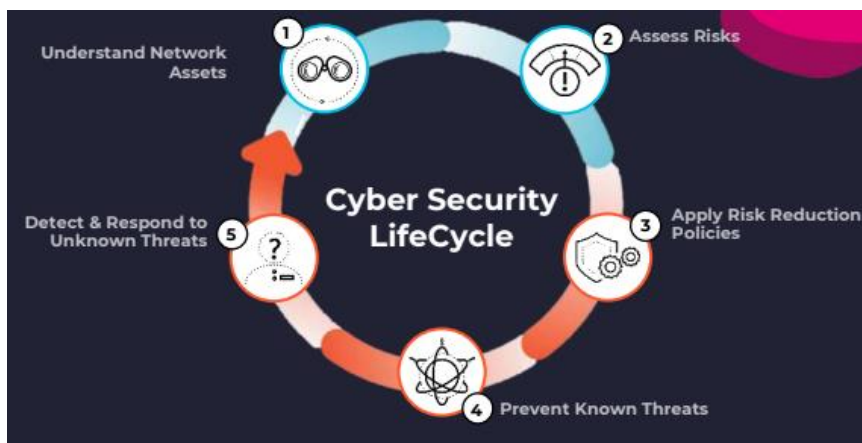 1
Understand Network
Assets
2
Assess Risks
Cyber Security
LifeCycle
3
Apply Risk Reduction
Policies
4
Prevent Known Threats
5
Detect & Respond to
Unknown Threats
?
!